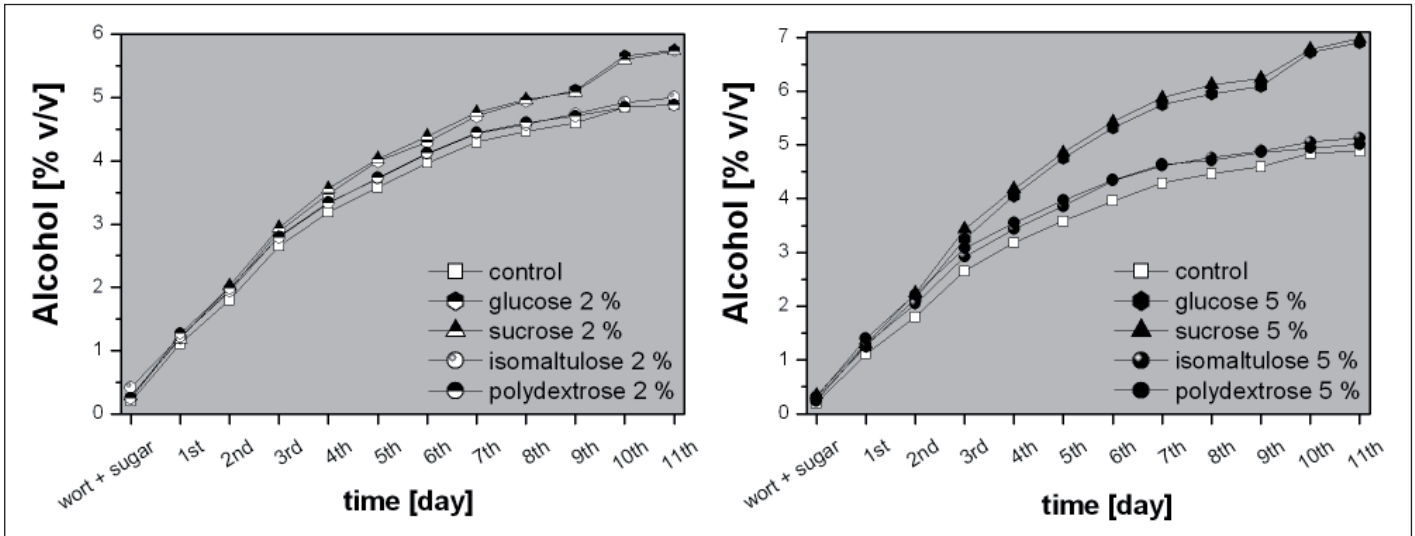 Alcohol [% v/v]
6
5
4
3
2
1
0
control
glucose 2 %
sucrose 2 %
isomaltulose 2 %
polydextrose 2 %
wort + sugar
1st
2nd
3rd
4th
5th
6th
7th
8th
9th
10th
11th
time [day]
Alcohol [% v/v]
7
6
5
4
3
2
1
0
control
glucose 5 %
sucrose 5 %
isomaltulose 5 %
polydextrose 5 %
wort + sugar
1st
2nd
3rd
4th
5th
6th
7th
8th
9th
10th
11th
time [day]